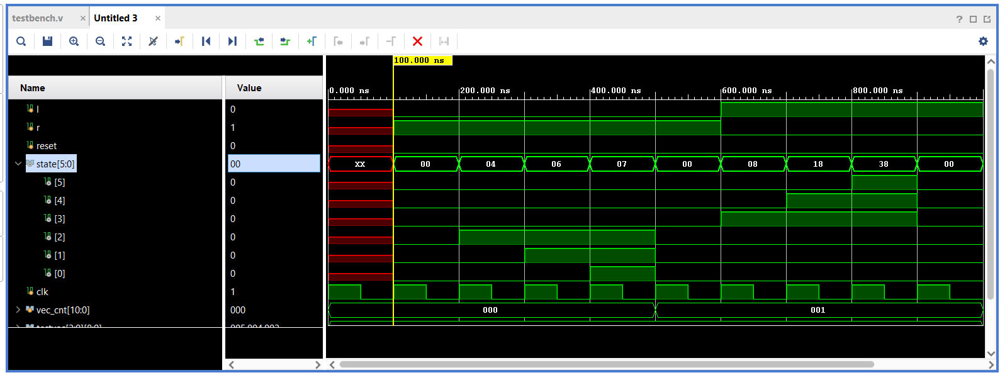 testbench.v × Untitled 3 × ?
100.000 ns
Name Value
0.000 ns 200.000 ns 400.000 ns 600.000 ns 800.000 ns
l 0
r 1
reset 0
state[5:0] 00 XX 00 04 06 07 00 08 18 38 00
[5] 0
[4] 0
[3] 0
[2] 0
[1] 0
[0] 0
clk 1
vec_cnt[10:0] 000 000 001